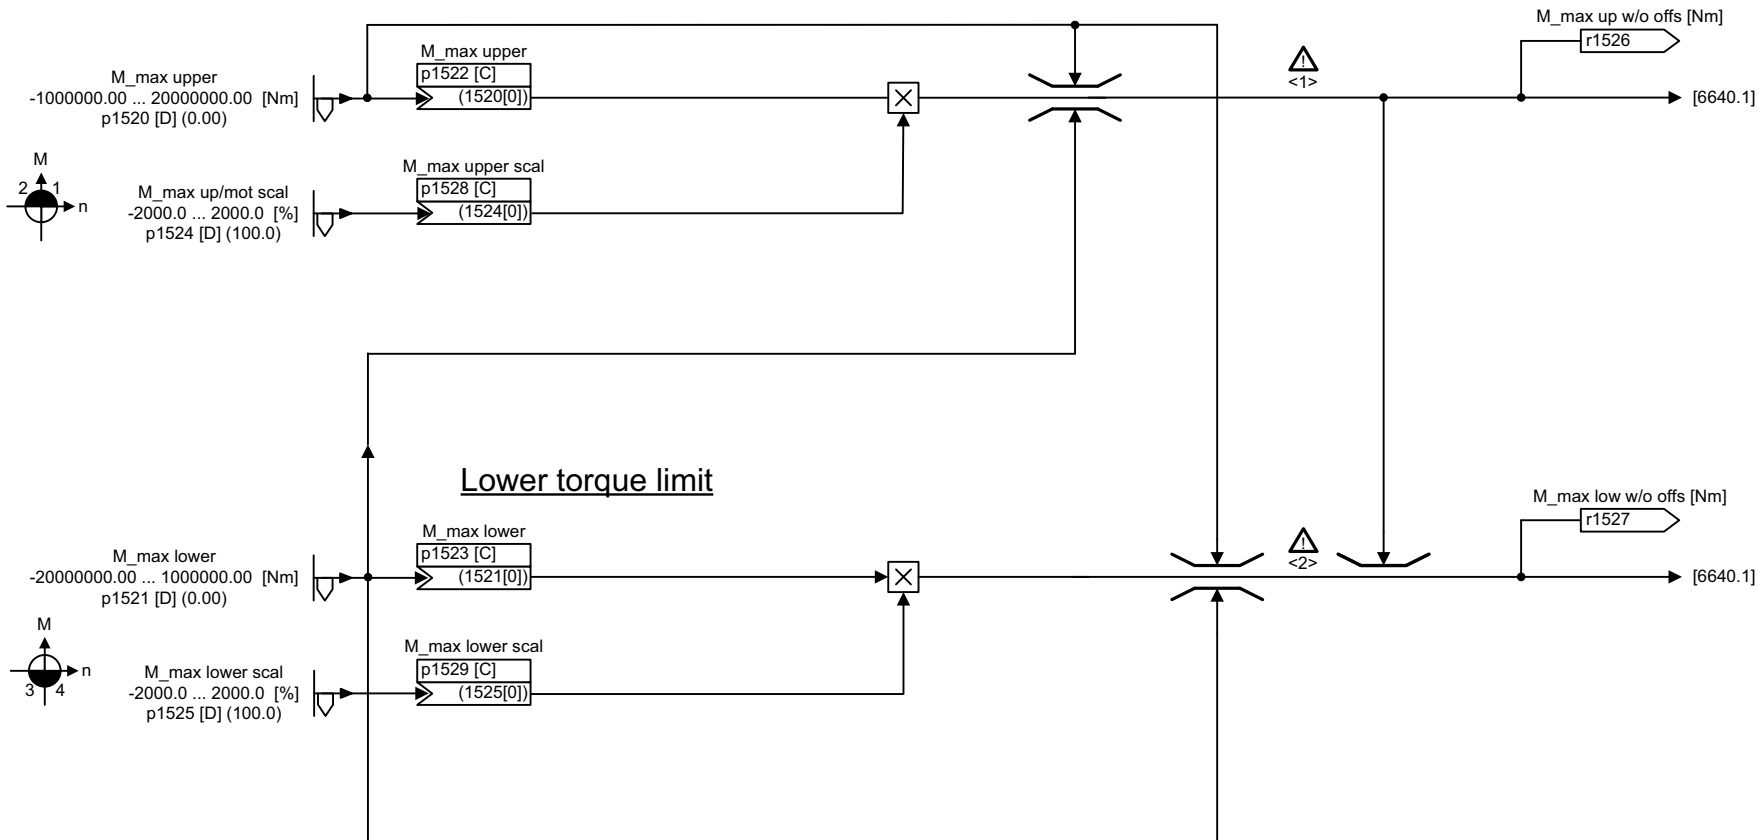 M_max up w/o offs [Nm]
r1526
M_max upper
p1522 [C]
(1520[0])
M_max upper
-1000000.00 ... 20000000.00 [Nm]
p1520 [D] (0.00)
<1>
[6640.1]
M
2 1
n
M_max up/mot scal
-2000.0 ... 2000.0 [%]
p1524 [D] (100.0)
M_max upper scal
p1528 [C]
(1524[0])
Lower torque limit
M_max low w/o offs [Nm]
r1527
M_max lower
p1523 [C]
(1521[0])
M_max lower
-20000000.00 ... 1000000.00 [Nm]
p1521 [D] (0.00)
<2>
[6640.1]
M
n
3 4
M_max lower scal
-2000.0 ... 2000.0 [%]
p1525 [D] (100.0)
M_max lower scal
p1529 [C]
(1525[0])